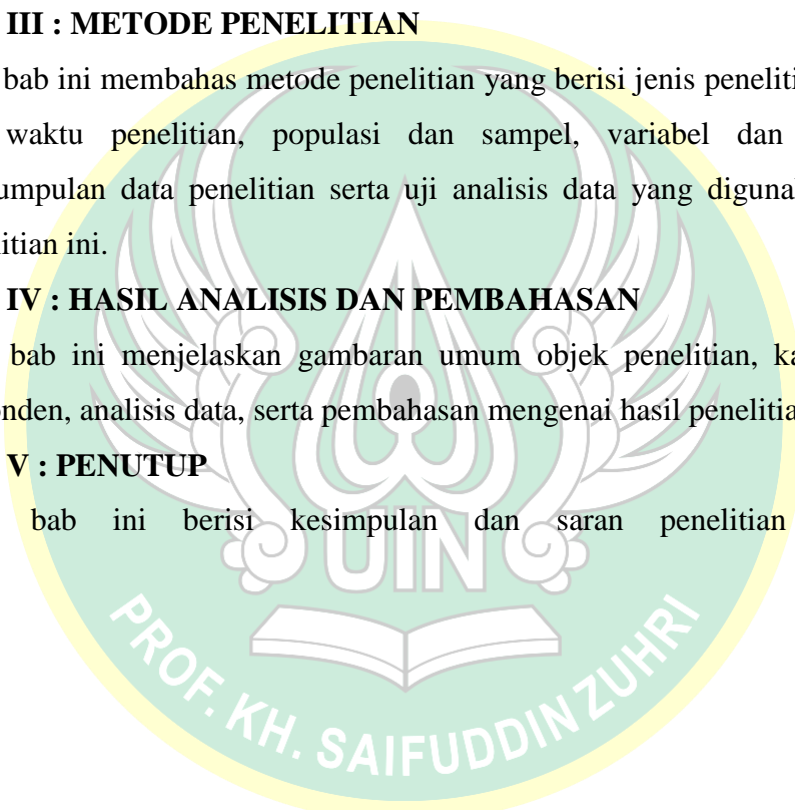 III : METODE PENELITIAN
bab ini membahas metode penelitian yang berisi jenis peneliti
waktu penelitian, populasi dan sampel, variabel dan
umpulan data penelitian serta uji analisis data yang diguna
itian ini.
IV : HASIL ANALISIS DAN PEMBAHASAN
bab ini menjelaskan gambaran umum objek penelitian, ka
onden, analisis data, serta pembahasan mengenai hasil penelitia
V : PENUTUP
bab ini berisi kesimpulan dan saran penelitian
UIN
PROF. KH. SAIFUDDIN ZUHRI